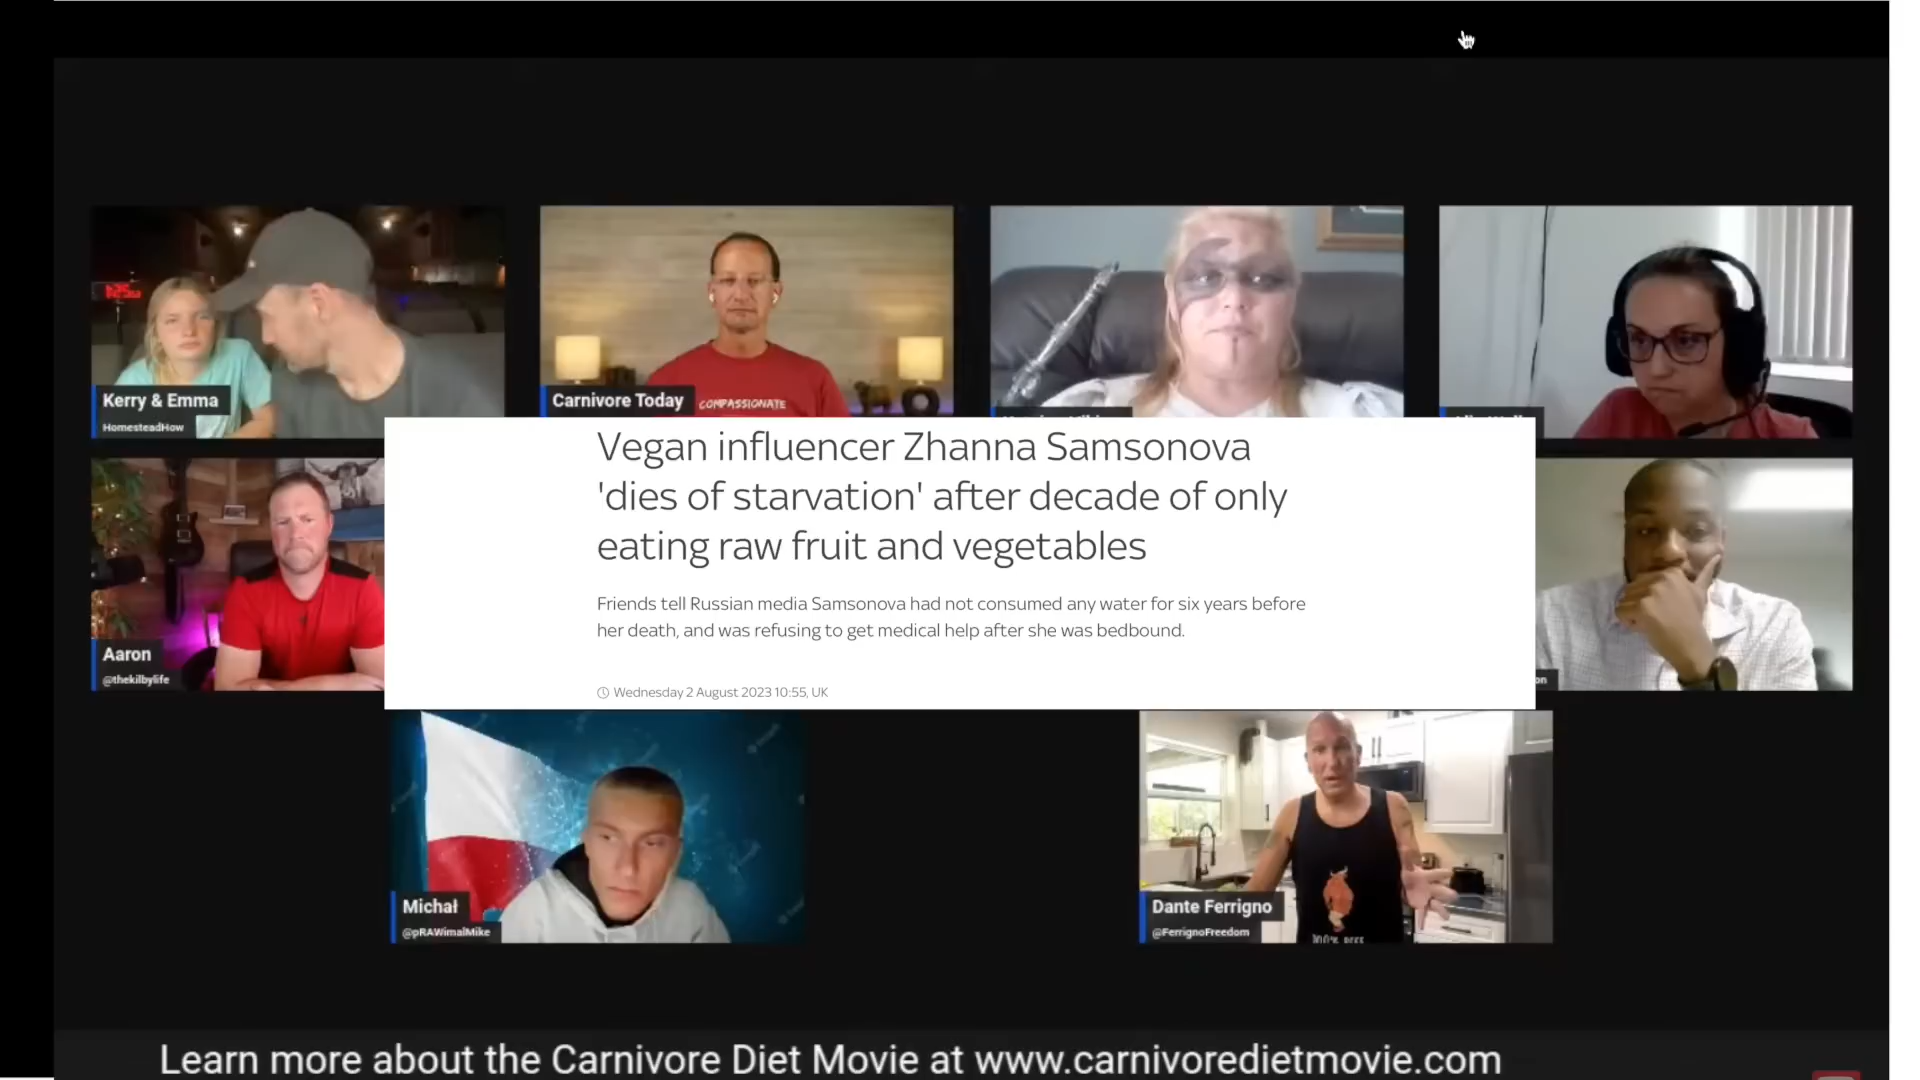 Kerry & Emma
HomesteadHow
Carnivore Today
COMPASSIONATE
Vegan influencer Zhanna Samsonova
'dies of starvation' after decade of only
eating raw fruit and vegetables
Friends tell Russian media Samsonova had not consumed any water for six years before
her death, and was refusing to get medical help after she was bedbound.
Wednesday 2 August 2023 10:55, UK
Aaron
@thekilbylife
on
Michał
@pRAWimalMike
Dante Ferrigno
@FerrignoFreedom
100% BEEF
Learn more about the Carnivore Diet Movie at www.carnivoredietmovie.com